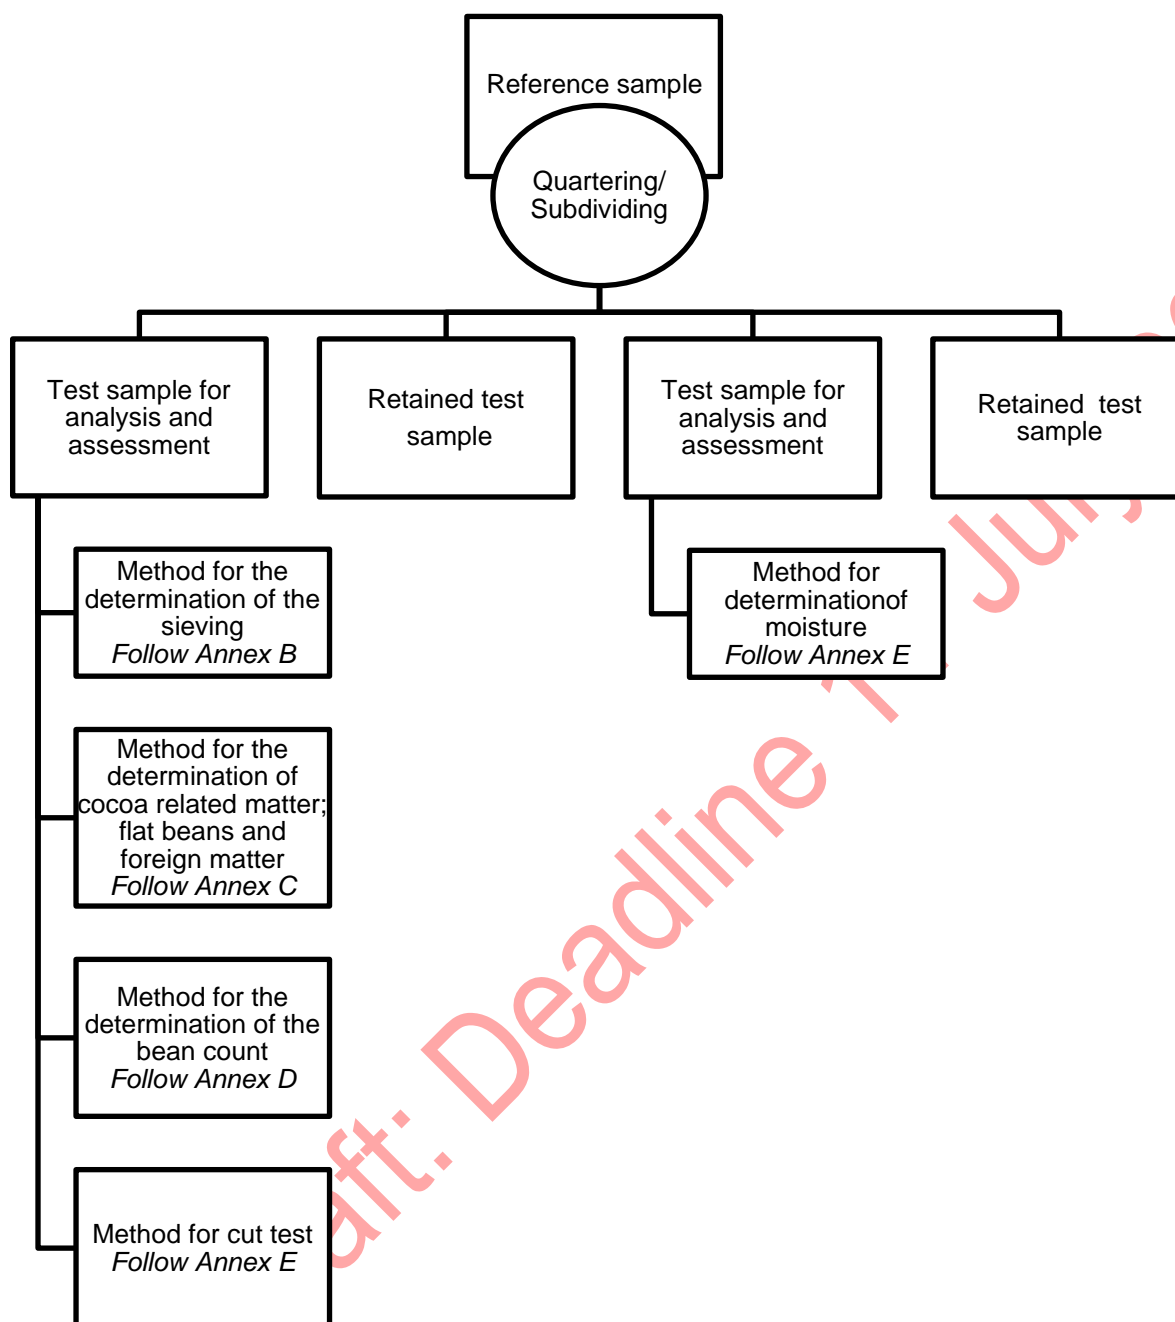 Reference sample
Quartering/
Subdividing
Test sample for
analysis and
assessment
Retained test
sample
Test sample for
analysis and
assessment
Retained  test
sample
Method for the
determination of the
sieving
Follow Annex B
Method for
determinationof
moisture
Follow Annex E
Method for the
determination of
cocoa related matter;
flat beans and
foreign matter
Follow Annex C
Method for the
determination of the
bean count
Follow Annex D
Method for cut test
Follow Annex E
Deadline